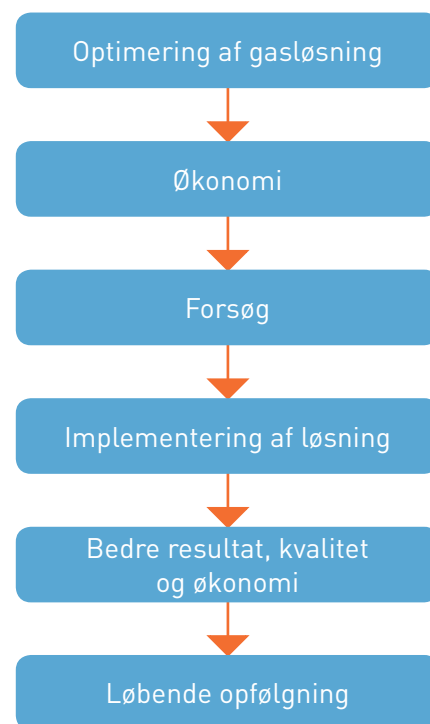 Optimering af gasløsning
Økonomi
Forsøg
Implementering af løsning
Bedre resultat, kvalitet
og økonomi
Løbende opfølgning